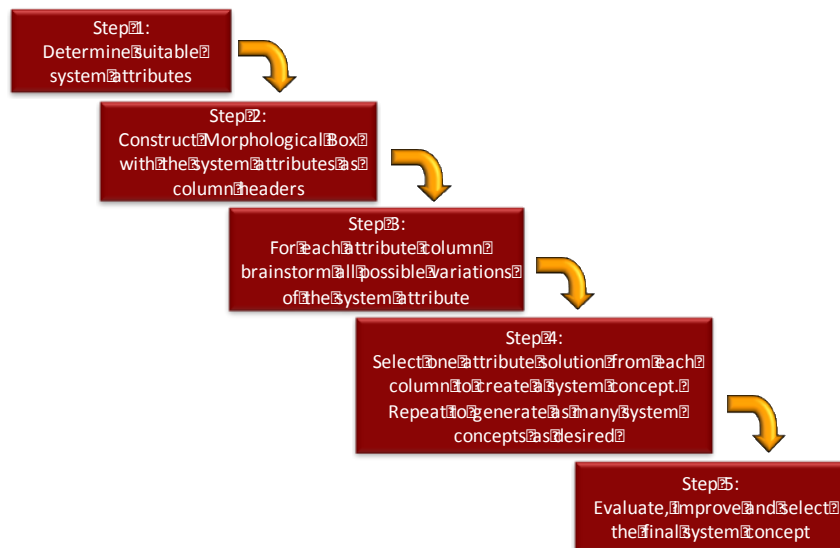 Step 1:
Determine suitable
system attributes
Step 2:
Construct Morphological Box
with the system attributes as
column headers
Step 3:
For each attribute column
brainstorm all possible variations
of the system attribute
Step 4:
Select one attribute solution from each
column to create a system concept.
Repeat to generate as many system
concepts as desired
Step 5:
Evaluate, improve and select
the final system concept